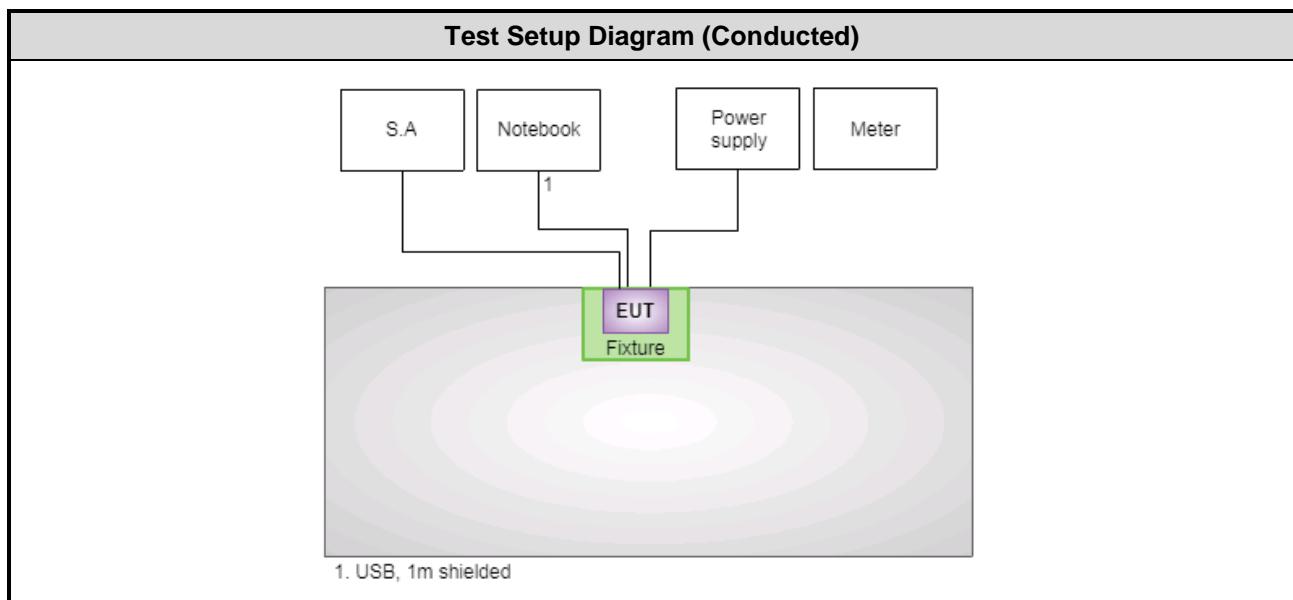 Test Setup Diagram (Conducted)
S.A
Notebook
Power
supply
Meter
1
EUT
Fixture
1. USB, 1m shielded